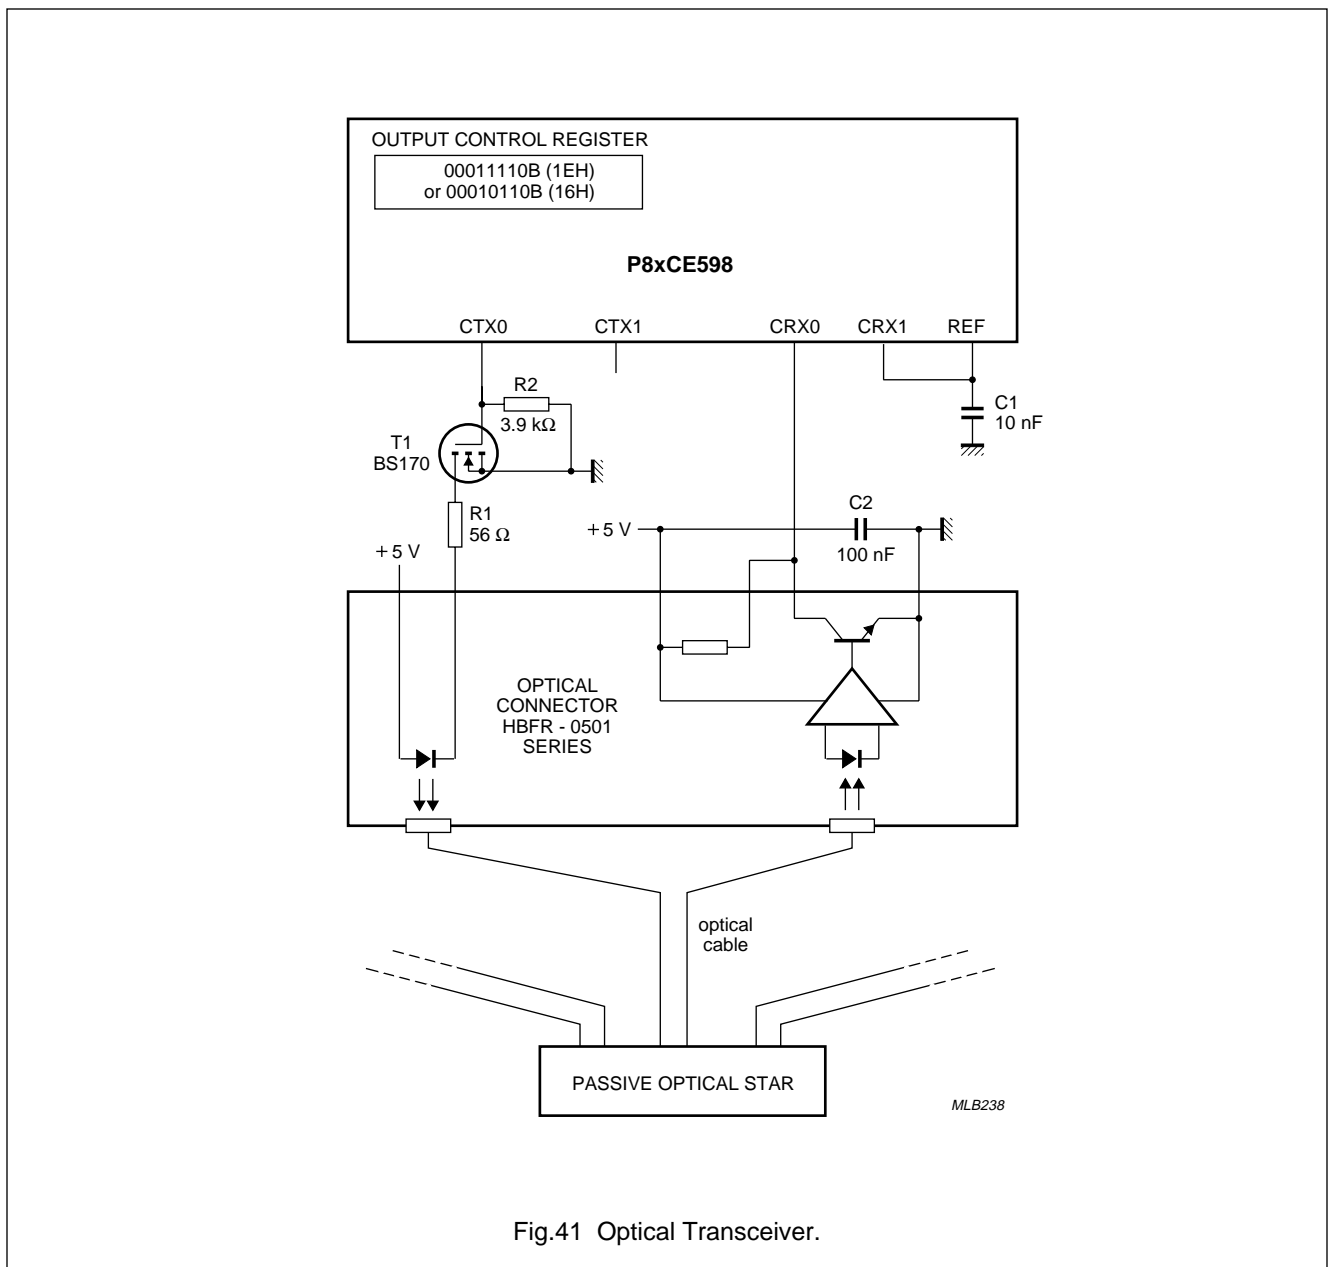 OUTPUT CONTROL REGISTER
00011110B (1EH)
or 00010110B (16H)
P8xCE598
CTX0
CTX1
CRX0
CRX1
REF
R2
3.9 kΩ
C1
10 nF
T1
BS170
R1
56 Ω
+5 V
+5 V
C2
100 nF
OPTICAL
CONNECTOR
HBFR - 0501
SERIES
optical
cable
PASSIVE OPTICAL STAR
MLB238
Fig.41 Optical Transceiver.